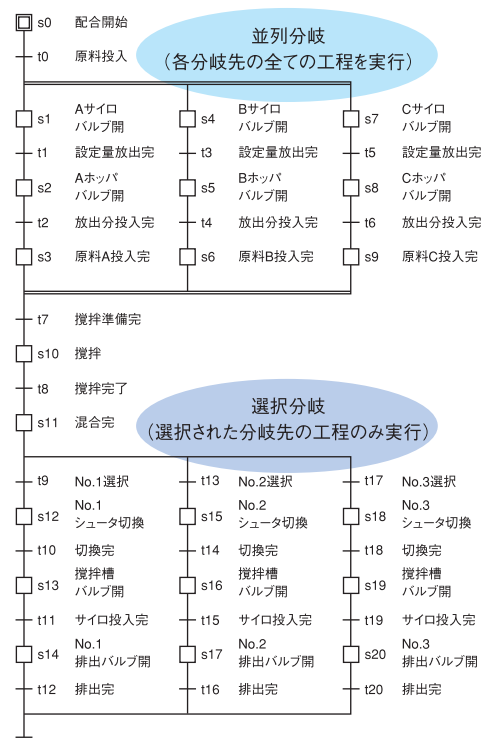 s0 配合開始
並列分岐
(各分岐先の全ての工程を実行)
t0 原料投入
s1 Aサイロ
バルブ開
s4 Bサイロ
バルブ開
s7 Cサイロ
バルブ開
t1 設定量放出完
t3 設定量放出完
t5 設定量放出完
s2 Aホッパ
バルブ開
s5 Bホッパ
バルブ開
s8 Cホッパ
バルブ開
t2 放出分投入完
t4 放出分投入完
t6 放出分投入完
s3 原料A投入完
s6 原料B投入完
s9 原料C投入完
t7 撹拌準備完
s10 撹拌
t8 撹拌完了
s11 混合完
選択分岐
(選択された分岐先の工程のみ実行)
t9 No.1選択
t13 No.2選択
t17 No.3選択
s12 No.1
シュータ切換
s15 No.2
シュータ切換
s18 No.3
シュータ切換
t10 切換完
t14 切換完
t18 切換完
s13 撹拌槽
バルブ開
s16 撹拌槽
バルブ開
s19 撹拌槽
バルブ開
t11 サイロ投入完
t15 サイロ投入完
t19 サイロ投入完
s14 No.1
排出バルブ開
s17 No.2
排出バルブ開
s20 No.3
排出バルブ開
t12 排出完
t16 排出完
t20 排出完